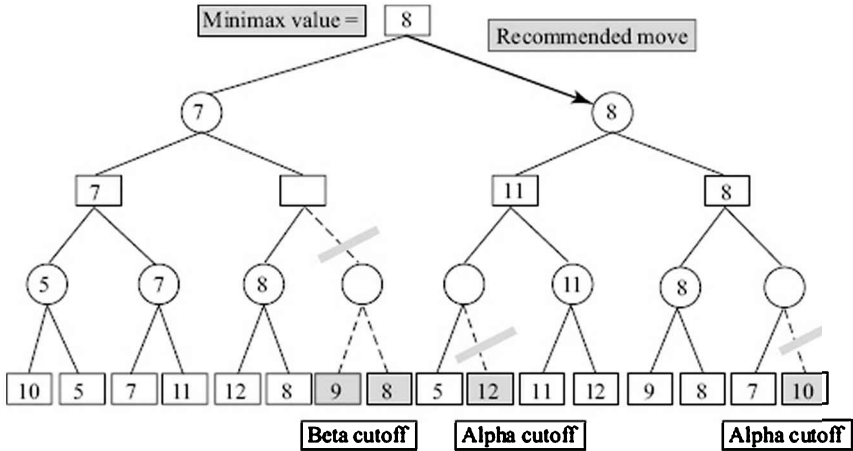 Minimax value = 8
Recommended move
7 8
7 11 8
5 7 8 11 8
10 5 7 11 12 8 9 8 5 12 11 12 9 8 7 10
Beta cutoff Alpha cutoff Alpha cutoff